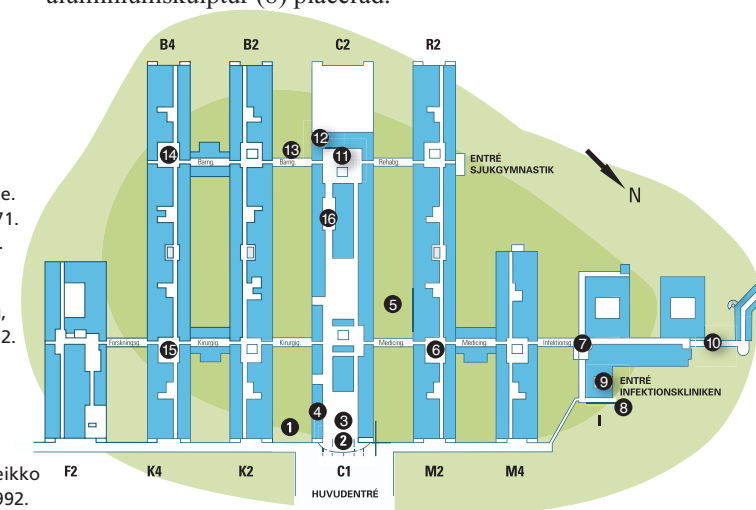 aluminiumskulptur (8) placerad.
B4 B2 C2 R2
12 13
14 Barng. Barng. 11 Rehabg. ENTRÉ
SJUKGYMNASTIK
e.
N
71.
16
.
5
,
2.
Forskningsg. Kirurgig. Kirurgig. Medicing. Medicing. Infektionsg. 7 10
15 6
9 ENTRÉ
INFEKTIONSKLINIKEN
4 3 8
1 2 I
eikko F2 K4 K2 C1 M2 M4
HUVUDENTRÉ
992.